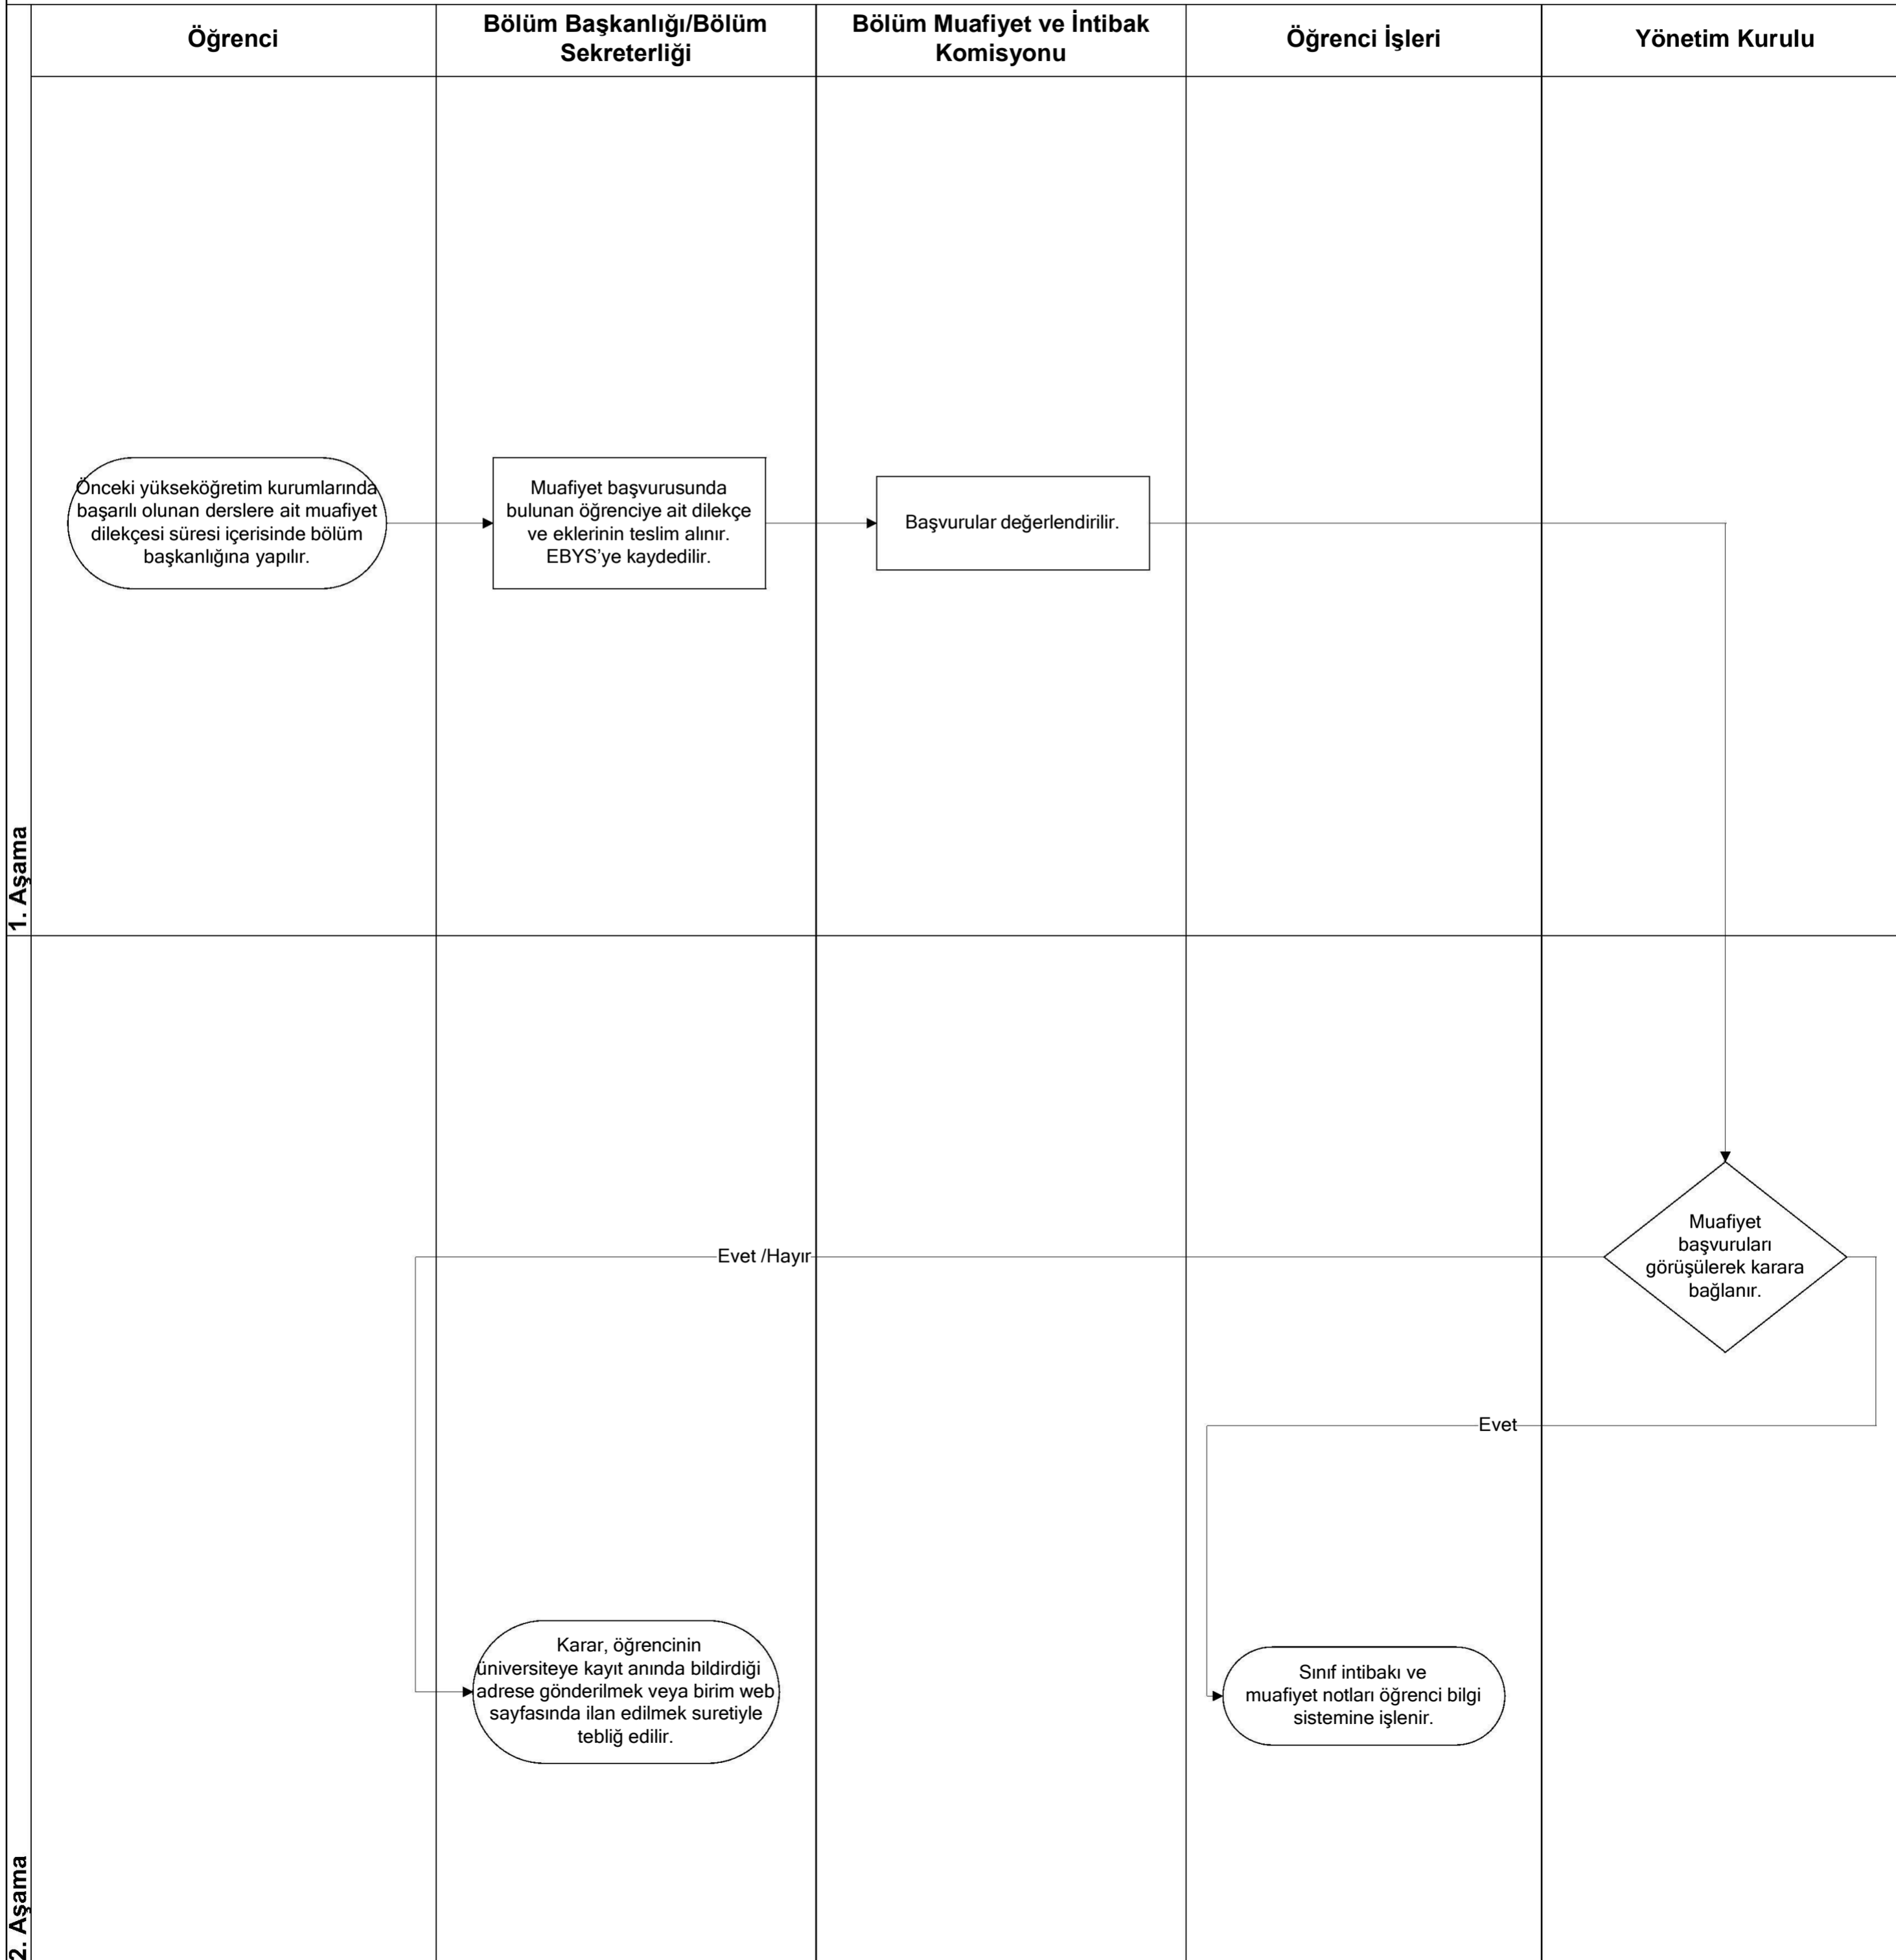 Öğrenci
Bölüm Başkanlığı/Bölüm
Sekreterliği
Bölüm Muafiyet ve İntibak
Komisyonu
Öğrenci İşleri
Yönetim Kurulu
1. Aşama
Önceki yükseköğretim kurumlarında
başarılı olunan derslere ait muafiyet
dilekçesi süresi içerisinde bölüm
başkanlığına yapılır.
Muafiyet başvurusunda
bulunan öğrenciye ait dilekçe
ve eklerinin teslim alınır.
EBYS’ye kaydedilir.
Başvurular değerlendirilir.
2. Aşama
Muafiyet
başvuruları
görüşülerek karara
bağlanır.
Evet /Hayır
Evet
Karar, öğrencinin
üniversiteye kayıt anında bildirdiği
adrese gönderilmek veya birim web
sayfasında ilan edilmek suretiyle
tebliğ edilir.
Sınıf intibakı ve
muafiyet notları öğrenci bilgi
sistemine işlenir.